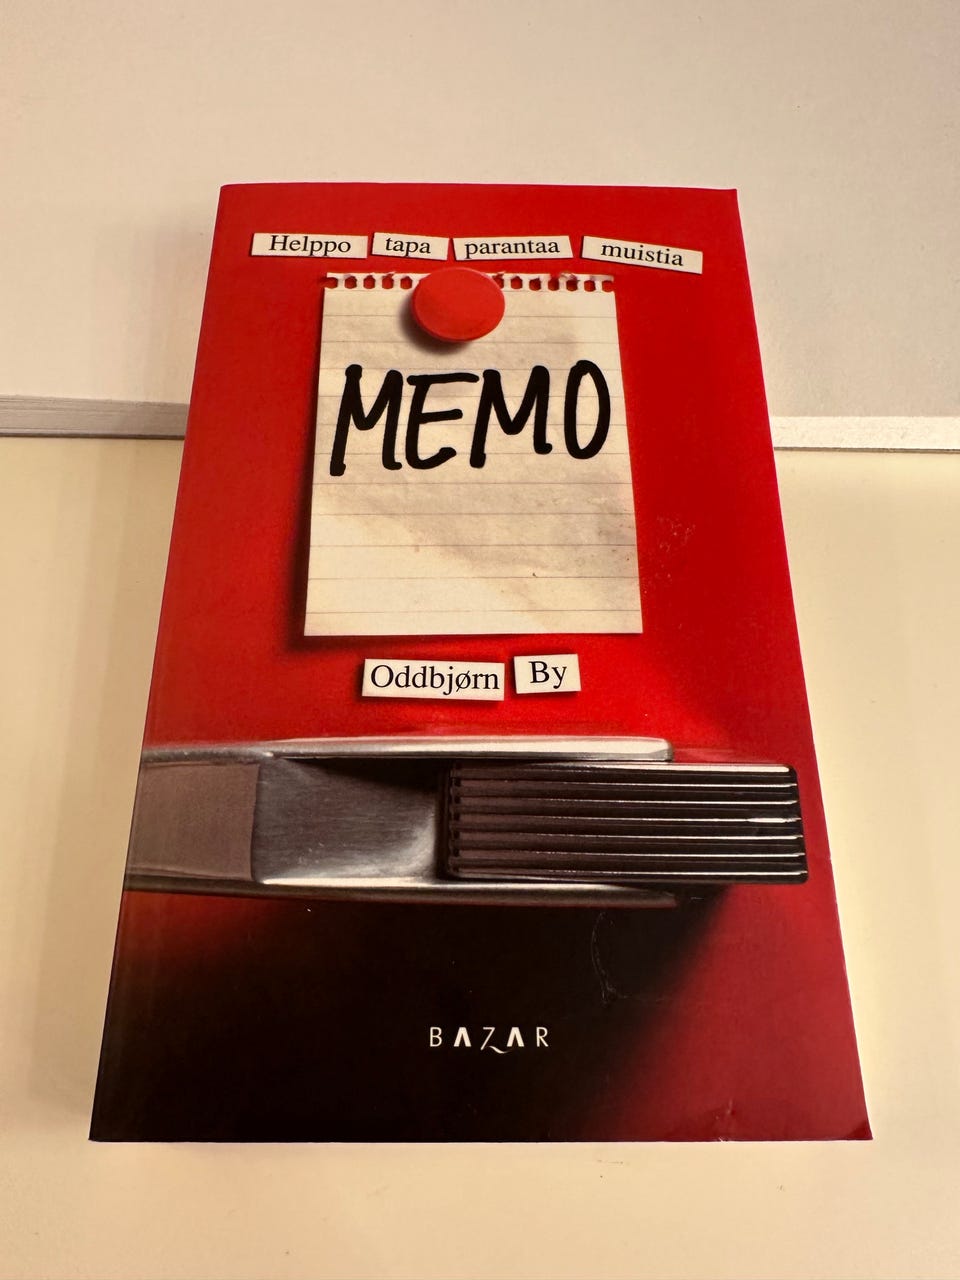 Helppo tapa parantaa muistia
MEMO
Oddbjørn By
BAZAR